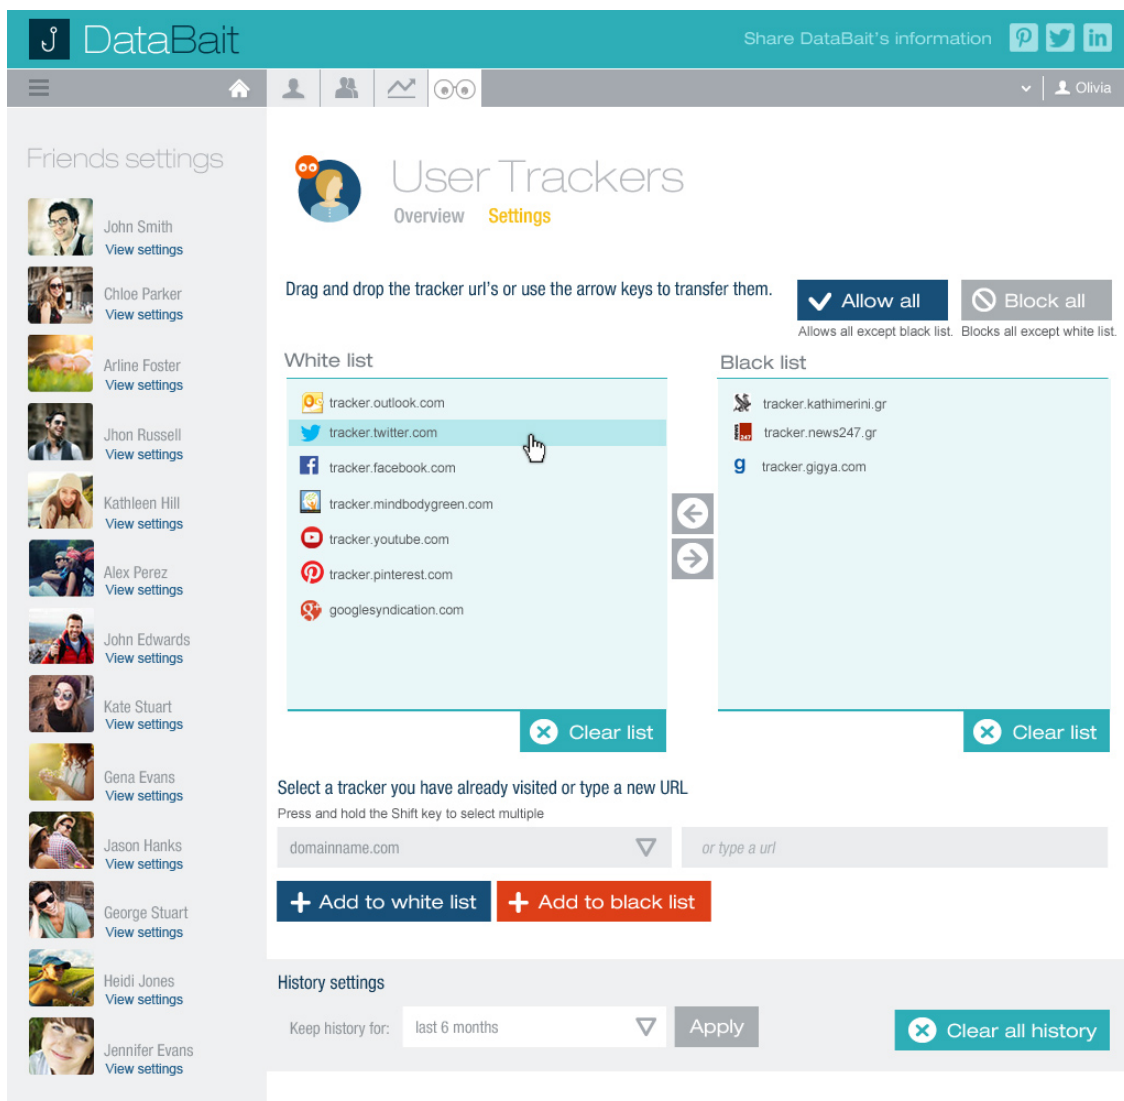 DataBait
Share DataBait's information
Olivia
Friends settings
John Smith
View settings
Chloe Parker
View settings
Arline Foster
View settings
Jhon Russell
View settings
Kathleen Hill
View settings
Alex Perez
View settings
John Edwards
View settings
Kate Stuart
View settings
Gena Evans
View settings
Jason Hanks
View settings
George Stuart
View settings
Heidi Jones
View settings
Jennifer Evans
View settings
User Trackers
Overview Settings
Drag and drop the tracker url's or use the arrow keys to transfer them.
Allow all
Allows all except black list.
Block all
Blocks all except white list.
White list
tracker.outlook.com
tracker.twitter.com
tracker.facebook.com
tracker.mindbodygreen.com
tracker.youtube.com
tracker.pinterest.com
googlesyndication.com
Clear list
Black list
tracker.kathimerini.gr
tracker.news247.gr
tracker.gigya.com
Clear list
Select a tracker you have already visited or type a new URL
Press and hold the Shift key to select multiple
domainname.com
or type a url
Add to white list
Add to black list
History settings
Keep history for: last 6 months
Apply
Clear all history